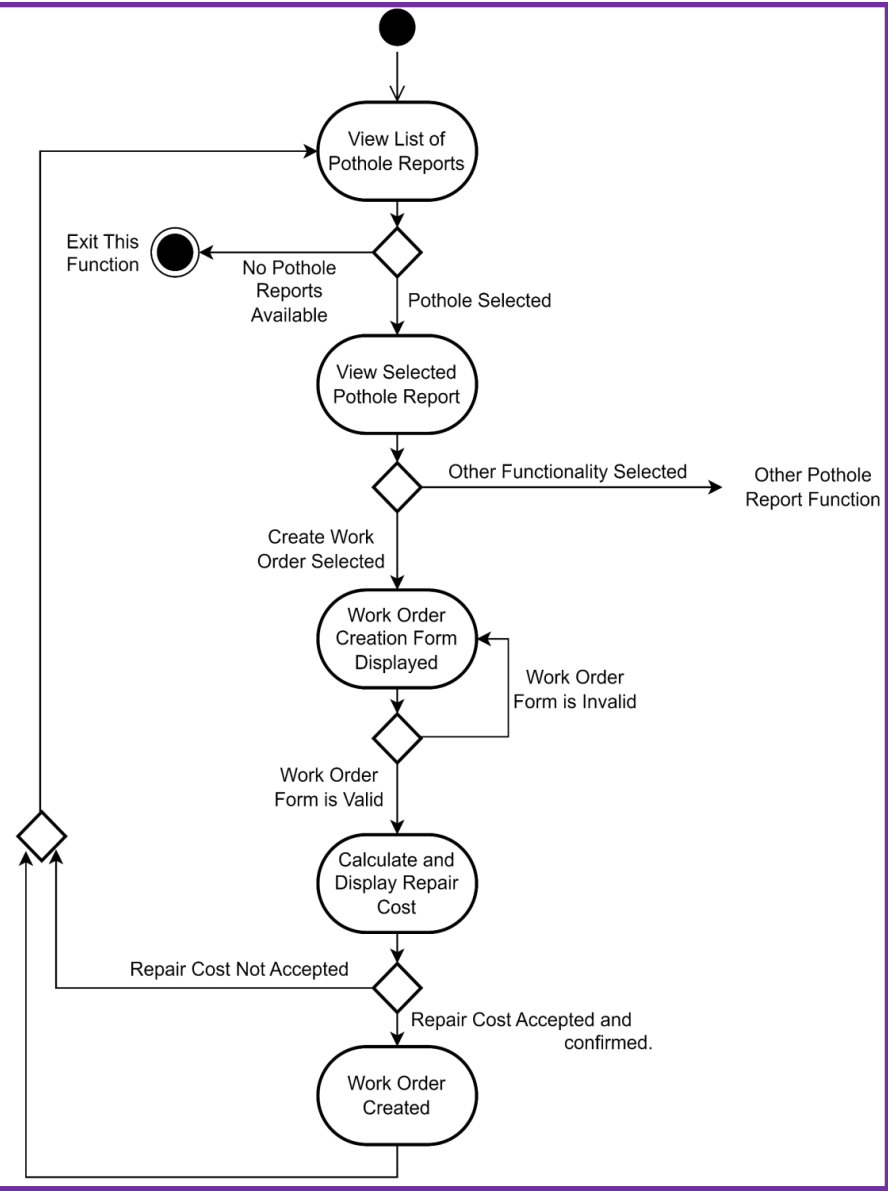 View List of
Pothole Reports
Exit This
Function
No Pothole
Reports
Available
Pothole Selected
View Selected
Pothole Report
Other Functionality Selected
Other Pothole
Report Function
Create Work
Order Selected
Work Order
Creation Form
Displayed
Work Order
Form is Invalid
Work Order
Form is Valid
Calculate and
Display Repair
Cost
Repair Cost Not Accepted
Repair Cost Accepted and
confirmed.
Work Order
Created